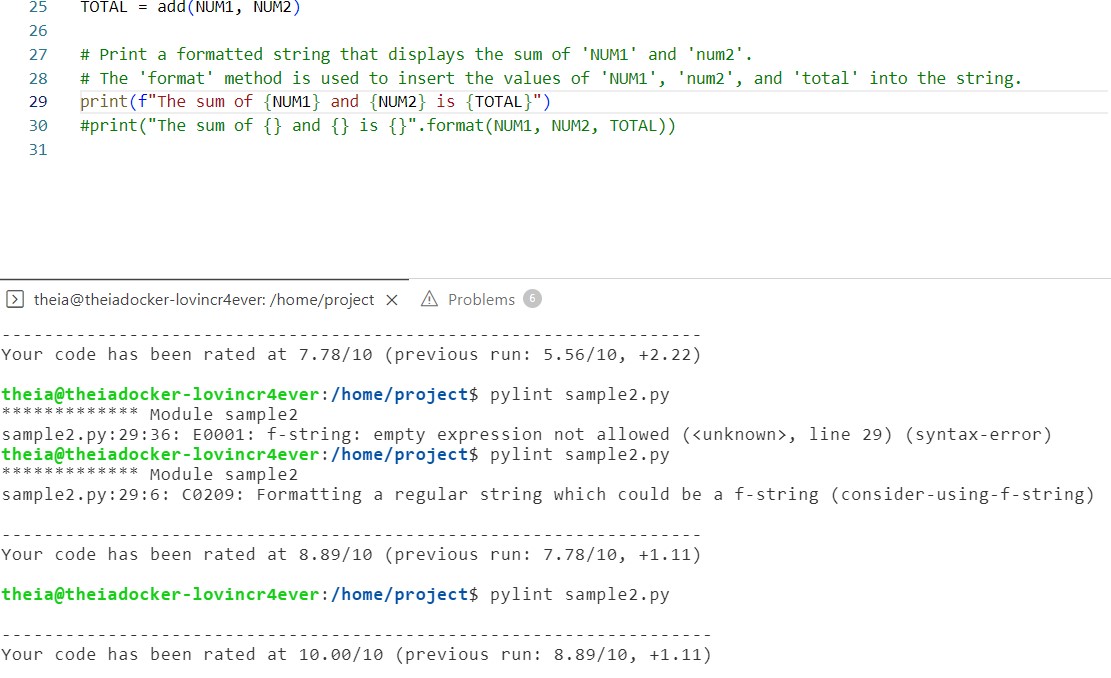 25 TOTAL = add(NUM1, NUM2)
26
27 # Print a formatted string that displays the sum of 'NUM1' and 'num2'.
28 # The 'format' method is used to insert the values of 'NUM1', 'num2', and 'total' into the string.
29 print(f"The sum of {NUM1} and {NUM2} is {TOTAL}")
30 #print("The sum of {} and {} is {}".format(NUM1, NUM2, TOTAL))
31
theia@theiadocker-lovincr4ever: /home/project × Problems 6
------------------------------------------------------------------
Your code has been rated at 7.78/10 (previous run: 5.56/10, +2.22)
theia@theiadocker-lovincr4ever:/home/project$ pylint sample2.py
************* Module sample2
sample2.py:29:36: E0001: f-string: empty expression not allowed (<unknown>, line 29) (syntax-error)
theia@theiadocker-lovincr4ever:/home/project$ pylint sample2.py
************* Module sample2
sample2.py:29:6: C0209: Formatting a regular string which could be a f-string (consider-using-f-string)
------------------------------------------------------------------
Your code has been rated at 8.89/10 (previous run: 7.78/10, +1.11)
theia@theiadocker-lovincr4ever:/home/project$ pylint sample2.py
-------------------------------------------------------------------
Your code has been rated at 10.00/10 (previous run: 8.89/10, +1.11)